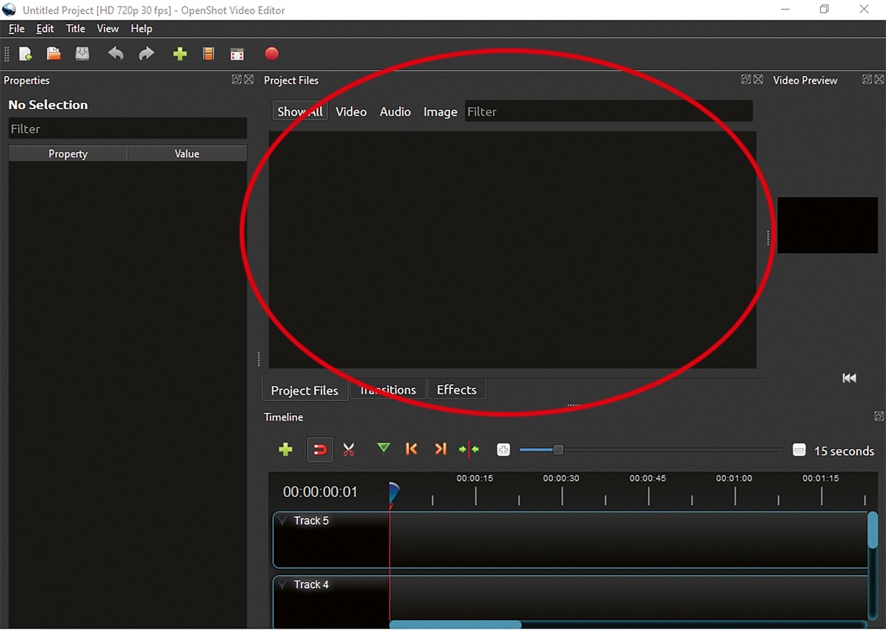 Untitled Project [HD 720p 30 fps] - OpenShot Video Editor
File Edit Title View Help
Properties
Project Files
Video Preview
No Selection
Show All Video Audio Image Filter
Filter
Property Value
Project Files Transitions Effects
Timeline
15 seconds
00:00:00:01
00:00:15 00:00:30 00:00:45 00:01:00 00:01:15
Track 5
Track 4